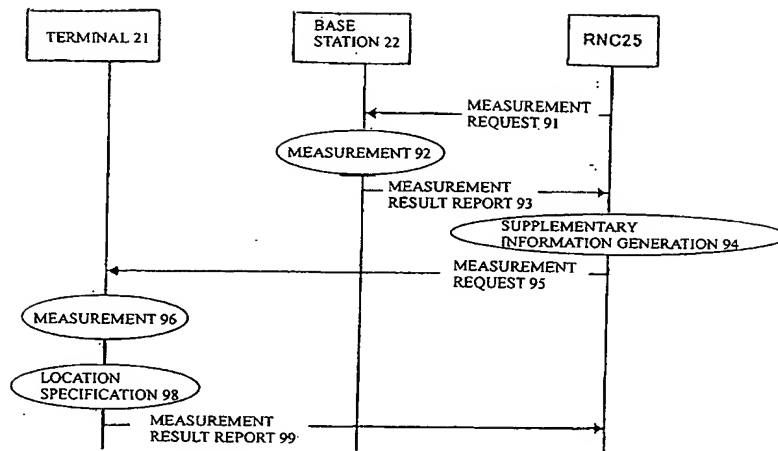 TERMINAL 21
BASE
STATION 22
RNC25
MEASUREMENT
REQUEST 91
MEASUREMENT 92
MEASUREMENT
RESULT REPORT 93
SUPPLEMENTARY
INFORMATION GENERATION 94
MEASUREMENT
REQUEST 95
MEASUREMENT 96
LOCATION
SPECIFICATION 98
MEASUREMENT
RESULT REPORT 99